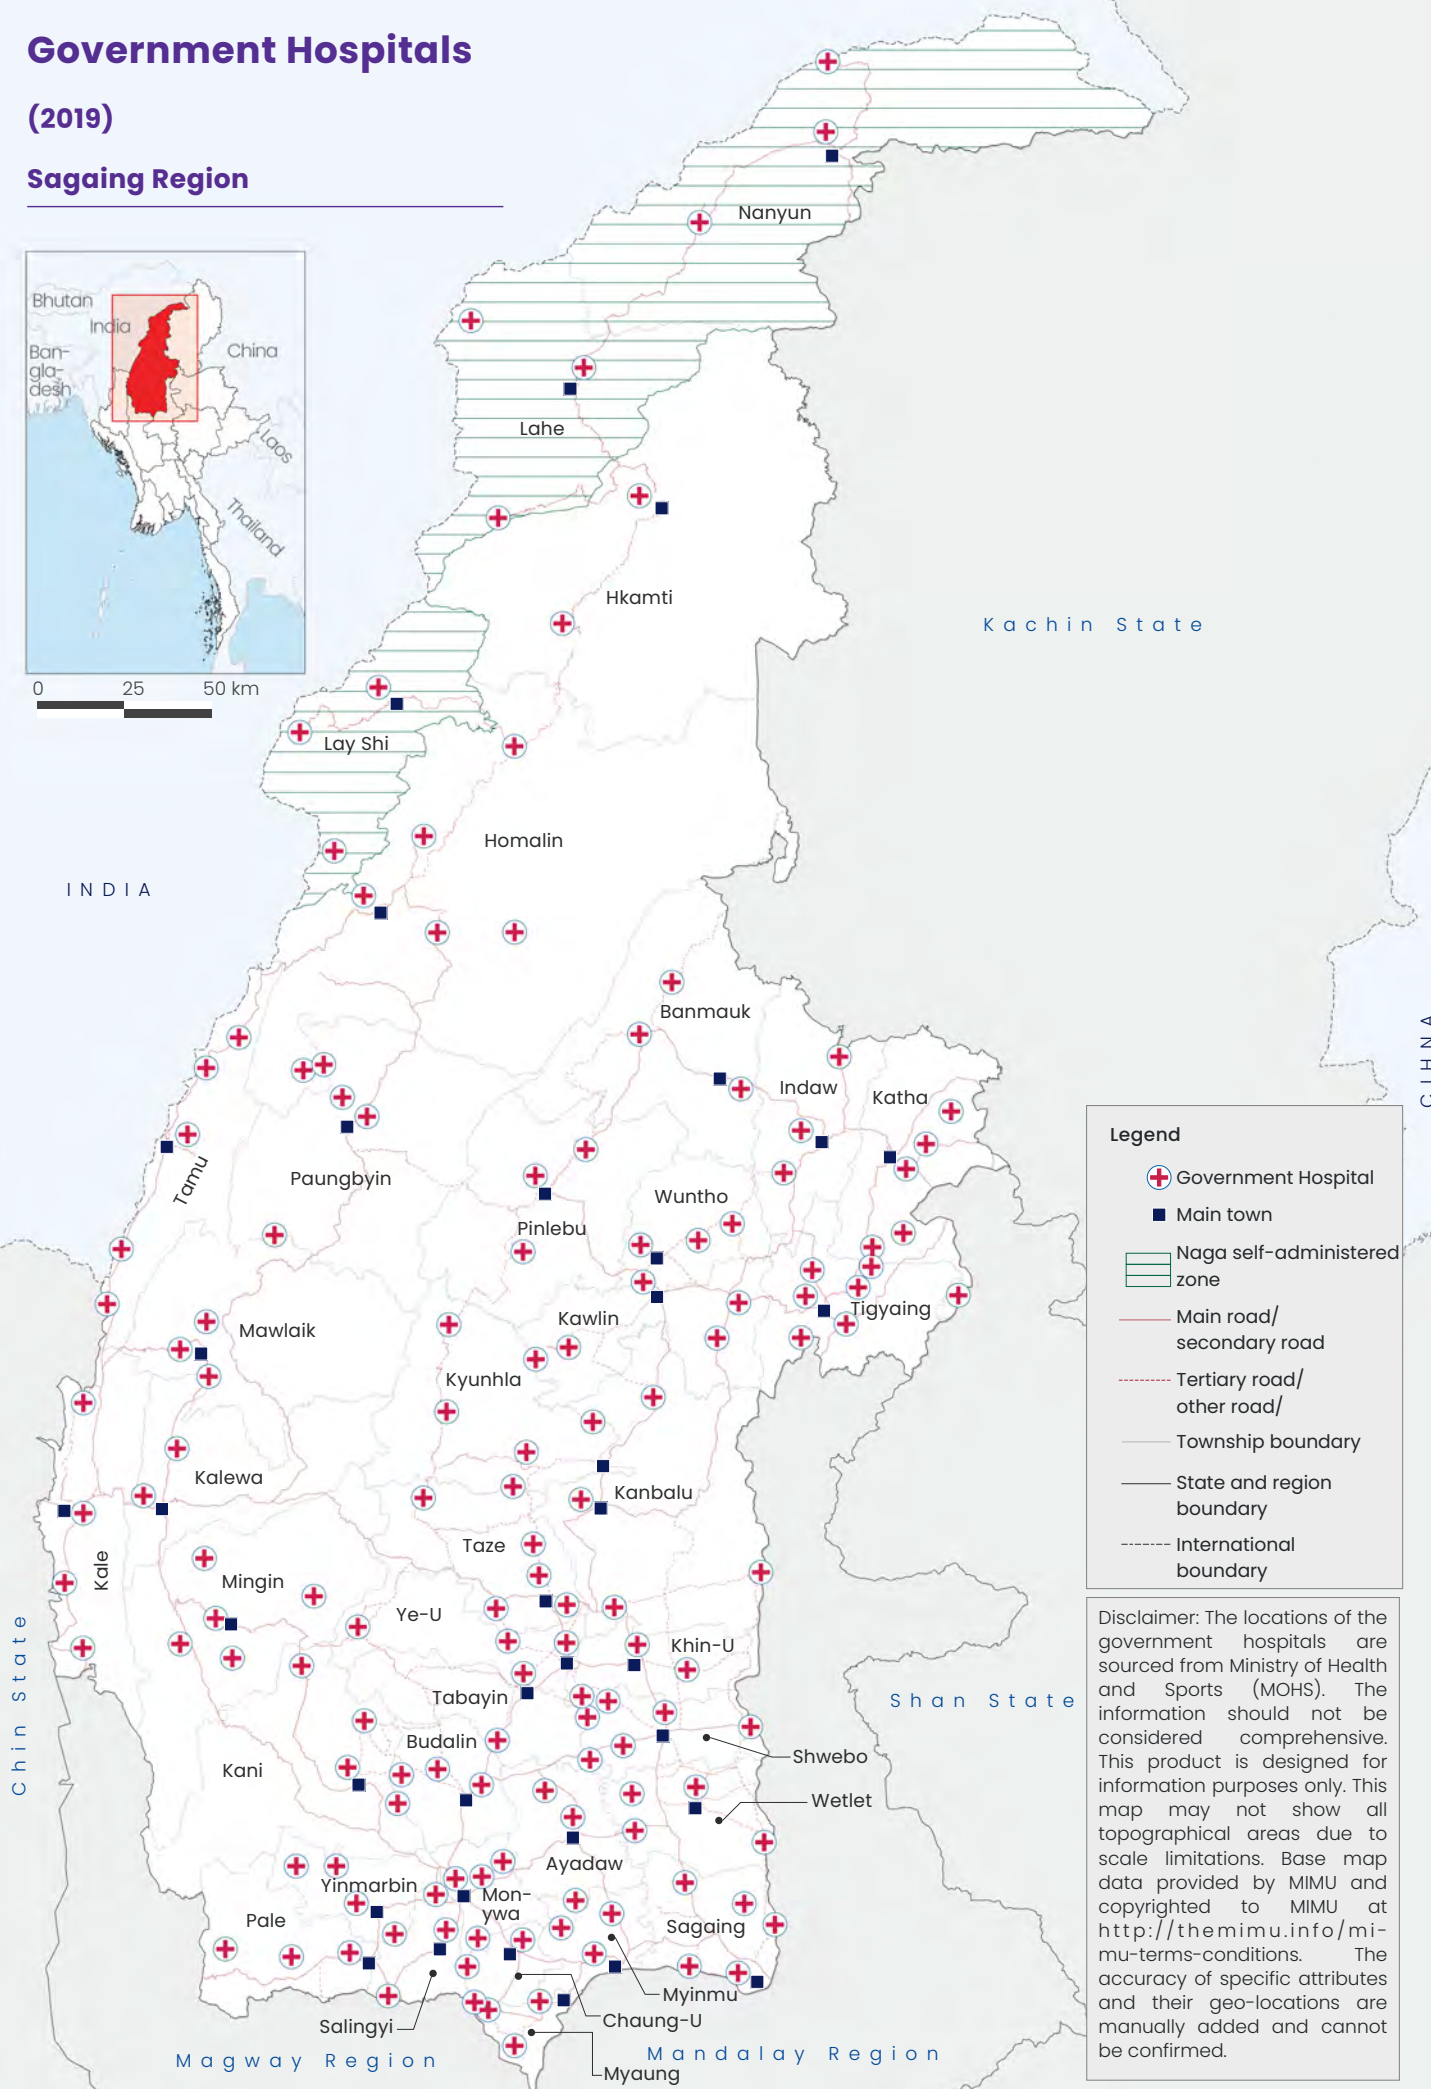 Government Hospitals
(2019)
Sagaing Region
Bhutan
India
Ban-
gla-
desh
China
Laos
Thailand
0 25 50 km
Nanyun
Lahe
Hkamti
Kachin State
Lay Shi
Homalin
INDIA
Banmauk
Indaw
Katha
CIHNA
Tamu
Paungbyin
Wuntho
Pinlebu
Tigyaing
Kawlin
Mawlaik
Kyunhla
Kalewa
Kanbalu
Taze
Kale
Mingin
Ye-U
Khin-U
Chin State
Tabayin
Shan State
Budalin
Shwebo
Kani
Wetlet
Ayadaw
Yinmarbin
Mon-
ywa
Pale
Sagaing
Myinmu
Salingyi
Chaung-U
Magway Region
Mandalay Region
Myaung
Legend
Government Hospital
Main town
Naga self-administered
zone
Main road/
secondary road
Tertiary road/
other road/
Township boundary
State and region
boundary
International
boundary
Disclaimer: The locations of the
government hospitals are
sourced from Ministry of Health
and Sports (MOHS). The
information should not be
considered comprehensive.
This product is designed for
information purposes only. This
map may not show all
topographical areas due to
scale limitations. Base map
data provided by MIMU and
copyrighted to MIMU at
http://themimu.info/mi-
mu-terms-conditions. The
accuracy of specific attributes
and their geo-locations are
manually added and cannot
be confirmed.